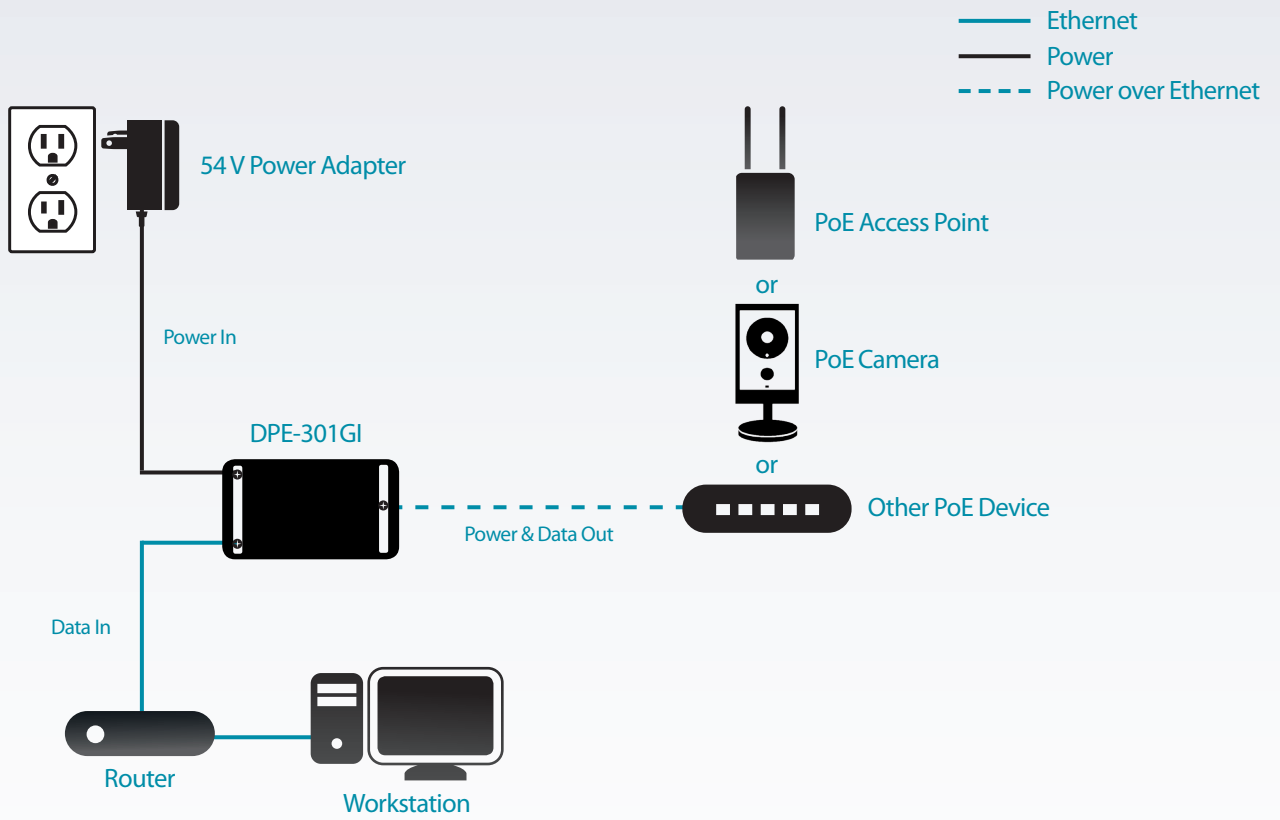 Ethernet
Power
Power over Ethernet
54 V Power Adapter
PoE Access Point
or
Power In
PoE Camera
DPE-301GI
or
Other PoE Device
Power & Data Out
Data In
Router
Workstation